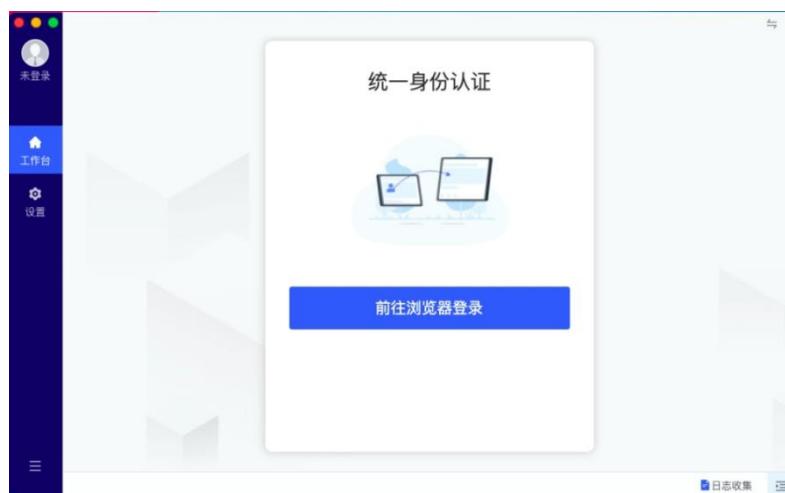 未登录
工作台
设置
统一身份认证
前往浏览器登录
日志收集